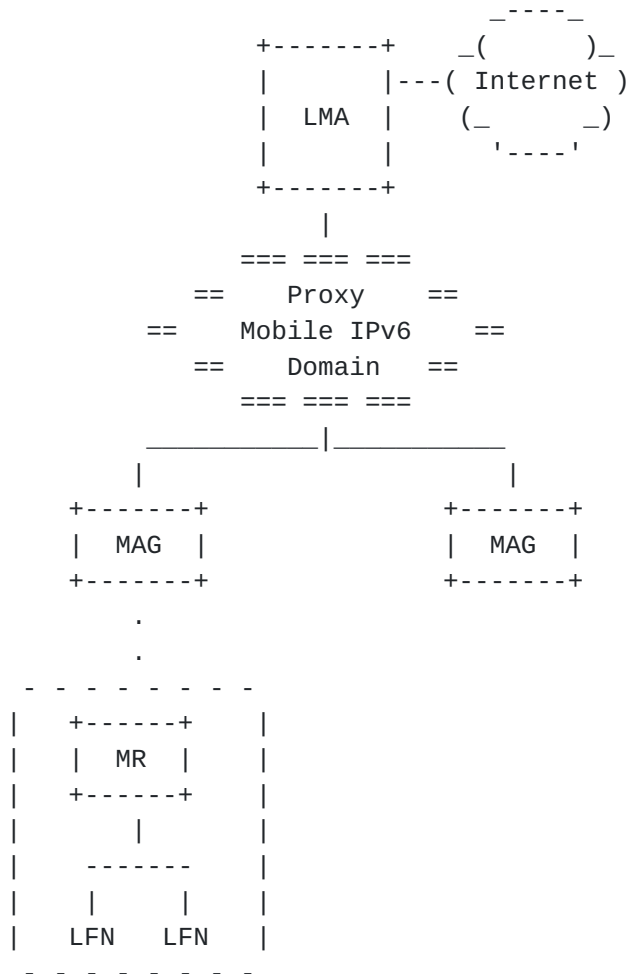 Internet
LMA
Proxy
Mobile IPv6
Domain
MAG MAG
MR
LFN LFN